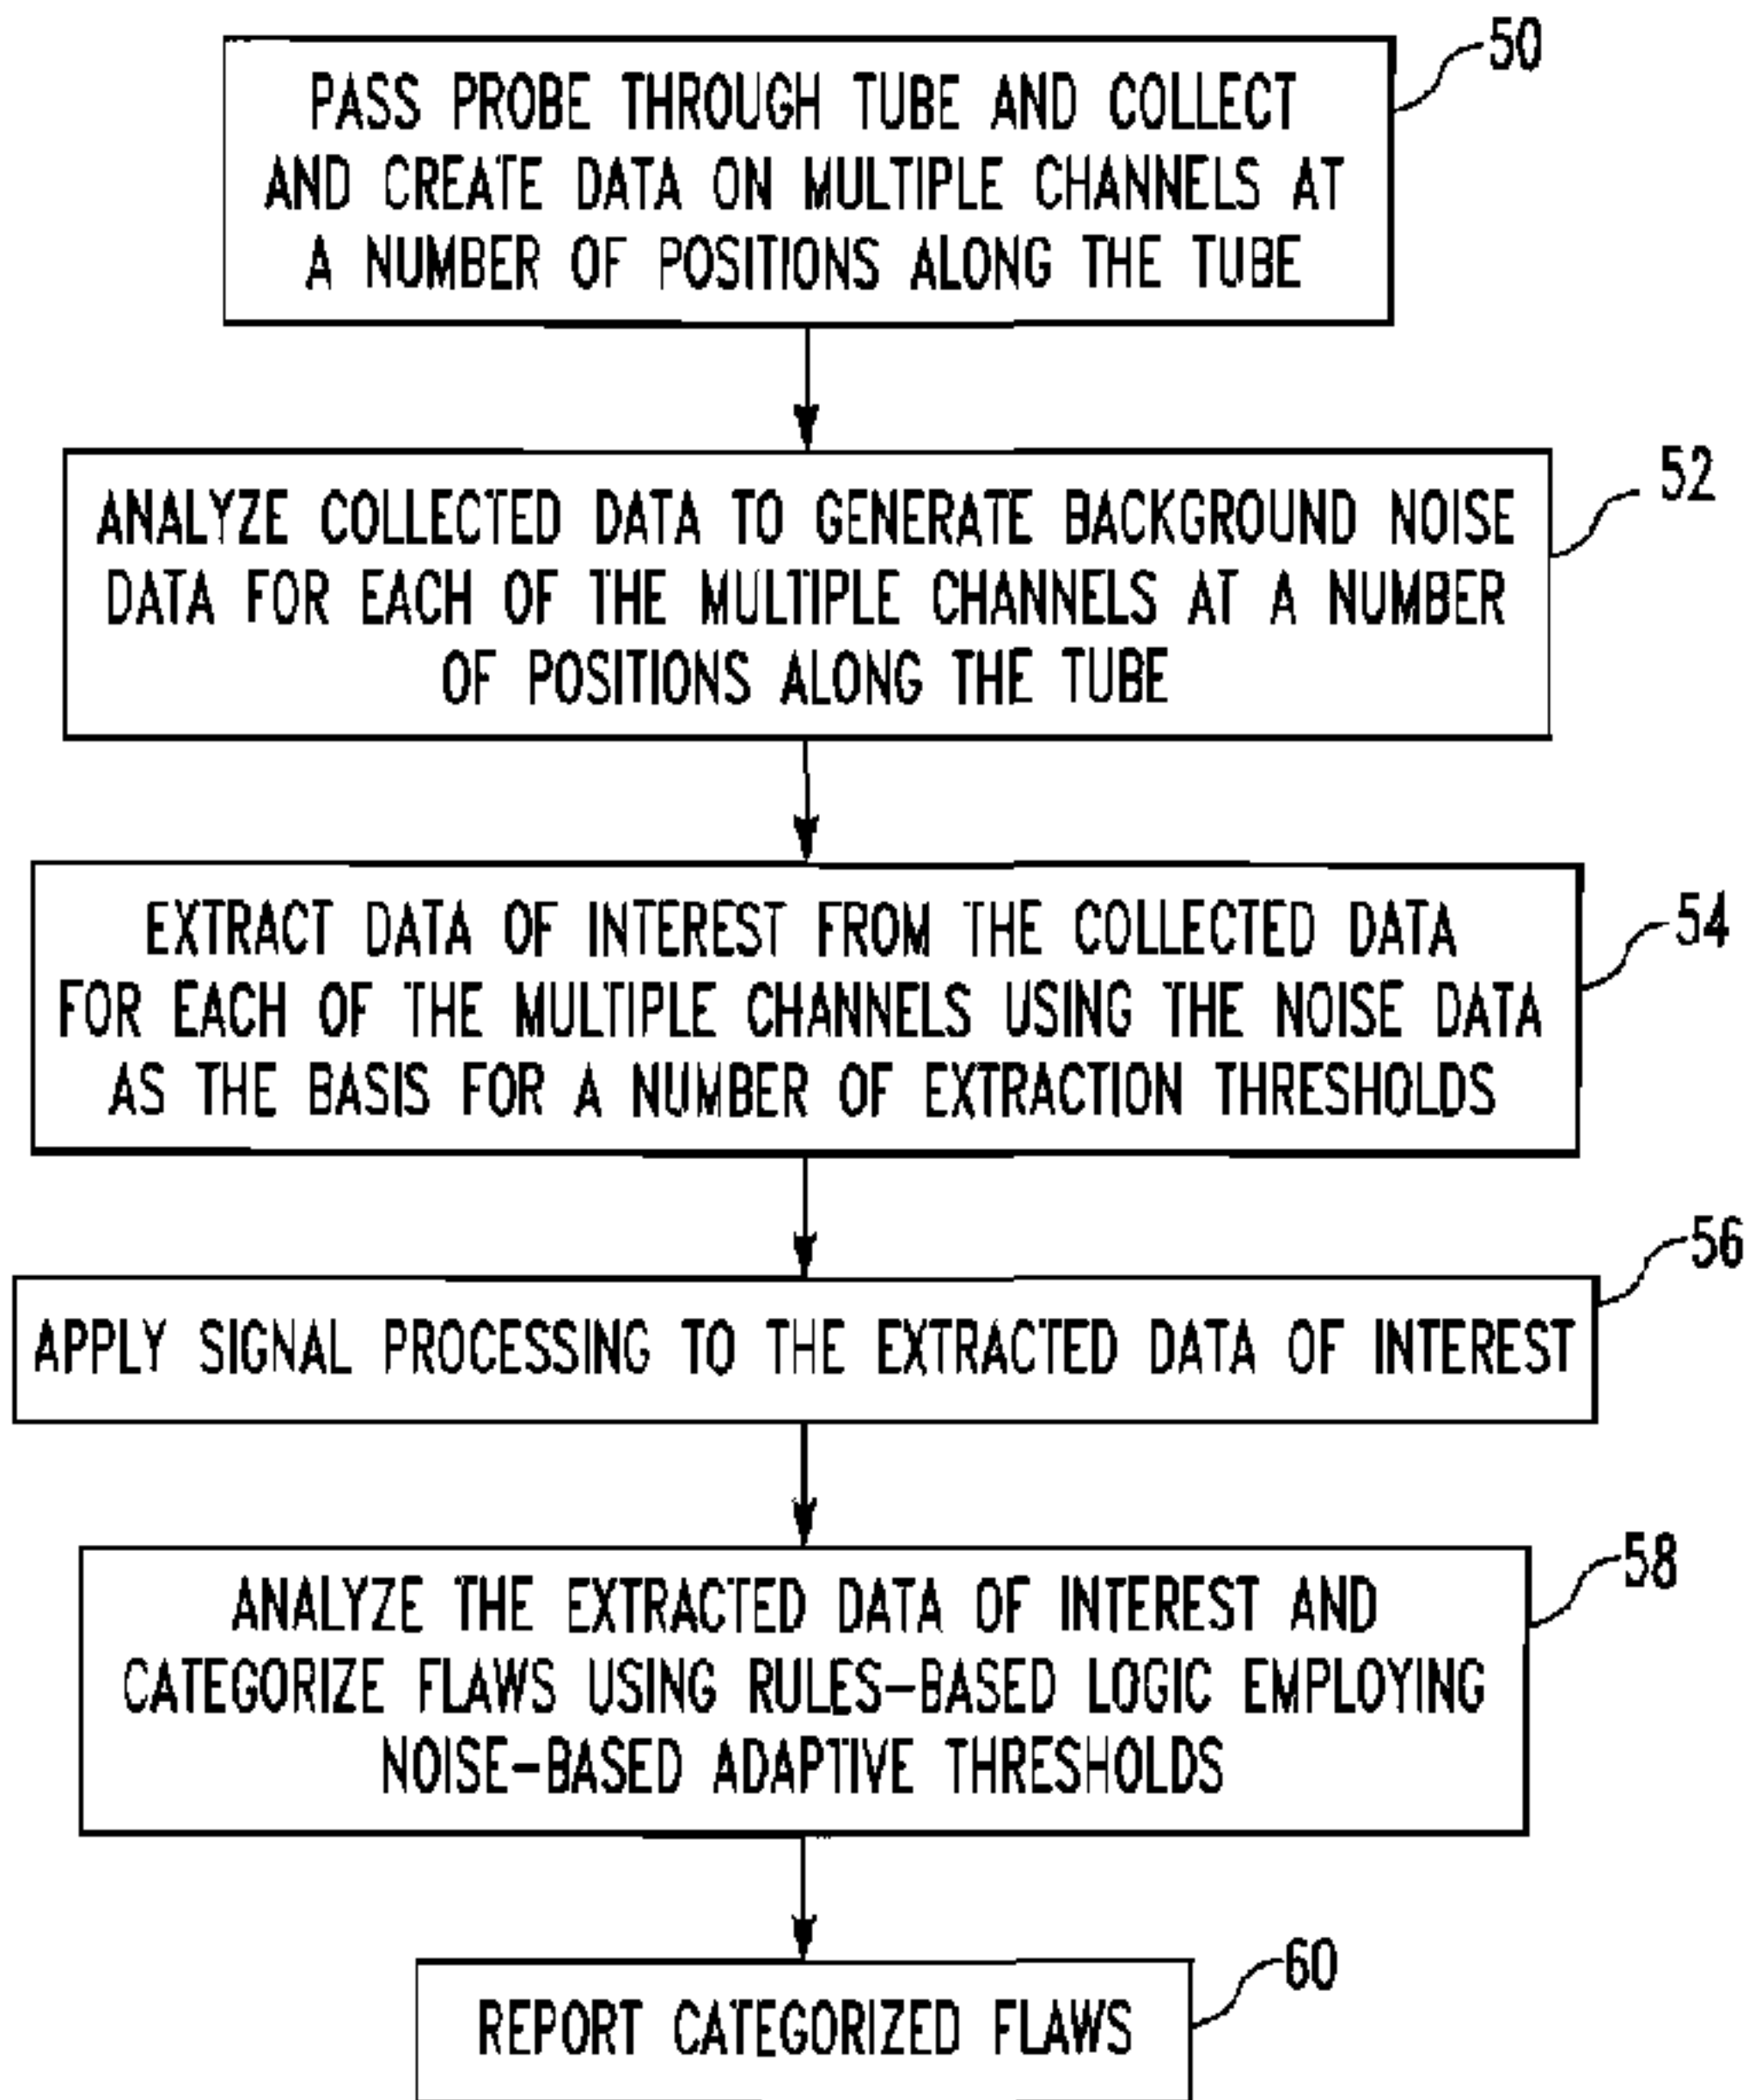 50
PASS PROBE THROUGH TUBE AND COLLECT
AND CREATE DATA ON MULTIPLE CHANNELS AT
A NUMBER OF POSITIONS ALONG THE TUBE
52
ANALYZE COLLECTED DATA TO GENERATE BACKGROUND NOISE
DATA FOR EACH OF THE MULTIPLE CHANNELS AT A NUMBER
OF POSITIONS ALONG THE TUBE
54
EXTRACT DATA OF INTEREST FROM THE COLLECTED DATA
FOR EACH OF THE MULTIPLE CHANNELS USING THE NOISE DATA
AS THE BASIS FOR A NUMBER OF EXTRACTION THRESHOLDS
56
APPLY SIGNAL PROCESSING TO THE EXTRACTED DATA OF INTEREST
58
ANALYZE THE EXTRACTED DATA OF INTEREST AND
CATEGORIZE FLAWS USING RULES-BASED LOGIC EMPLOYING
NOISE-BASED ADAPTIVE THRESHOLDS
60
REPORT CATEGORIZED FLAWS